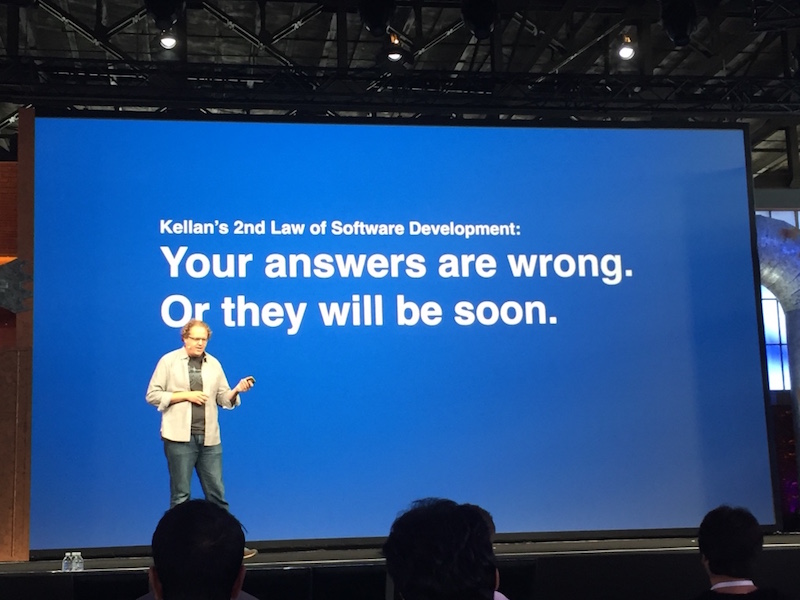 Kellan's 2nd Law of Software Development:
Your answers are wrong.
Or they will be soon.